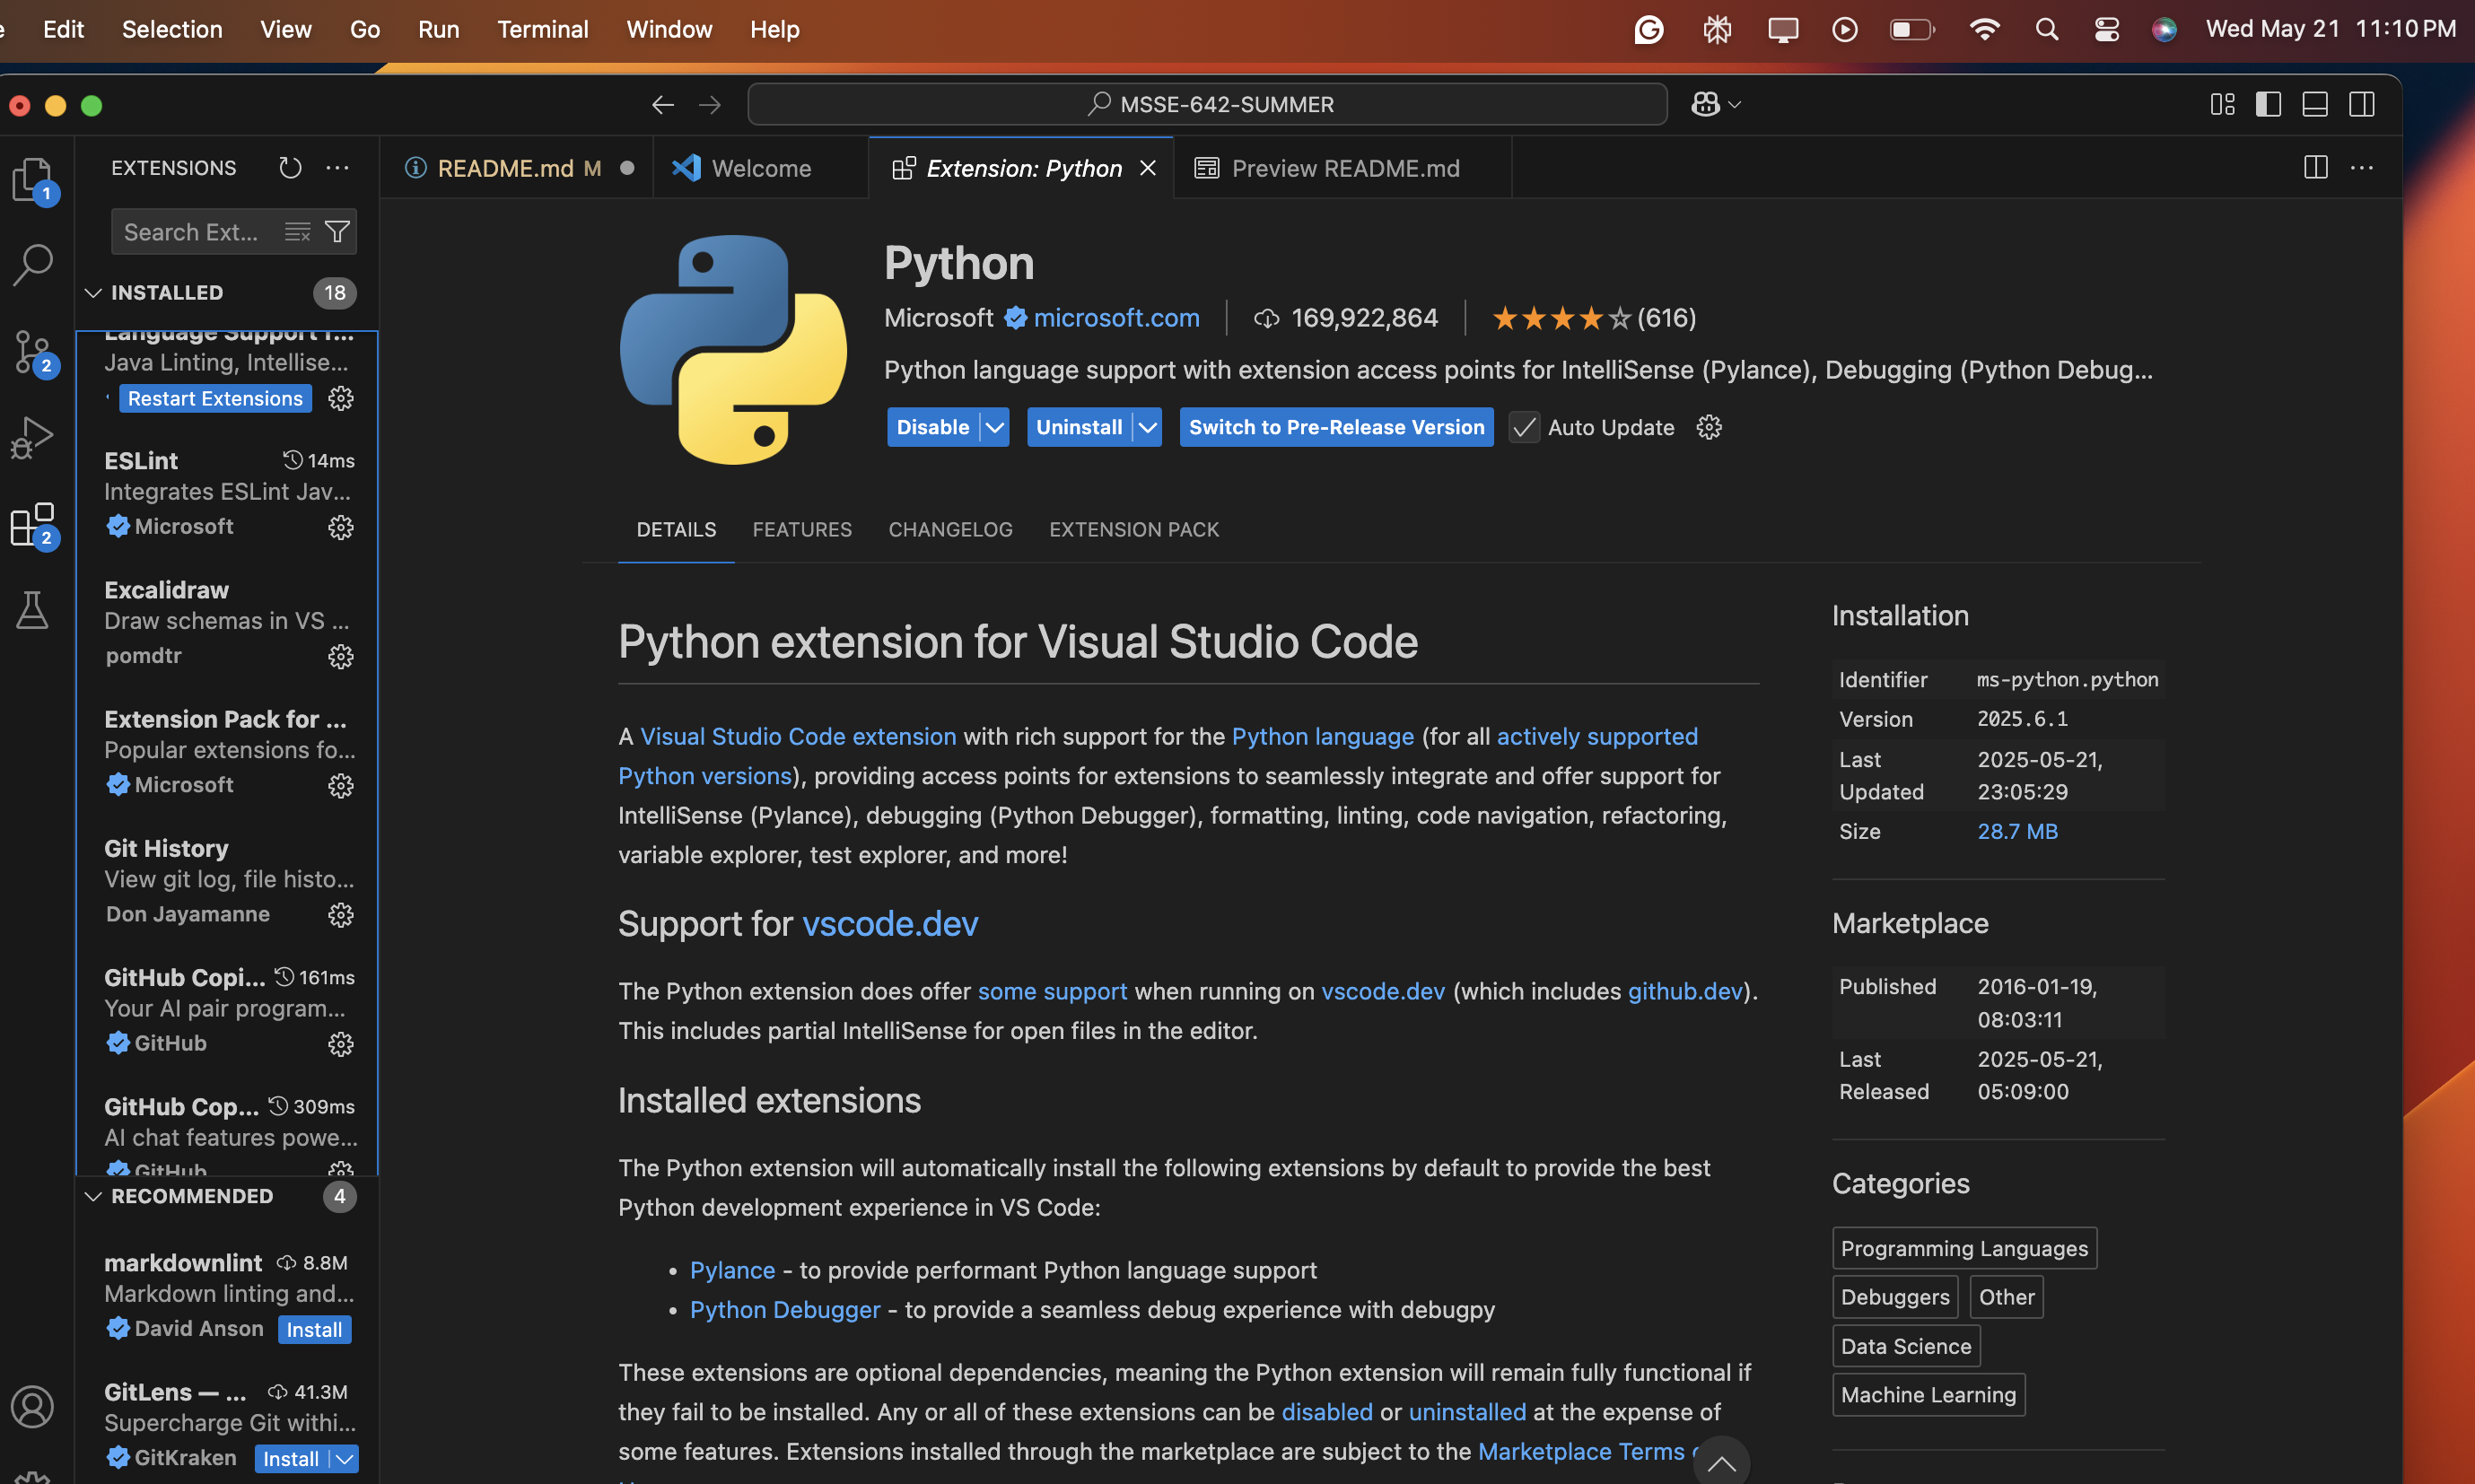 Edit Selection View Go Run Terminal Window Help
Wed May 21 11:10 PM
MSSE-642-SUMMER
EXTENSIONS
README.md M
Welcome
Extension: Python
Preview README.md
1
2
2
Search Ext...
INSTALLED 18
Language Support f...
Java Linting, Intellise...
Restart Extensions
ESLint 14ms
Integrates ESLint Jav...
Microsoft
Excalidraw
Draw schemas in VS ...
pomdtr
Extension Pack for ...
Popular extensions fo...
Microsoft
Git History
View git log, file histo...
Don Jayamanne
GitHub Copi... 161ms
Your AI pair program...
GitHub
GitHub Cop... 309ms
AI chat features powe...
GitHub
RECOMMENDED 4
markdownlint 8.8M
Markdown linting and...
David Anson Install
GitLens — ... 41.3M
Supercharge Git withi...
GitKraken Install
Python
Microsoft microsoft.com 169,922,864 (616)
Python language support with extension access points for IntelliSense (Pylance), Debugging (Python Debug...
Disable Uninstall Switch to Pre-Release Version Auto Update
DETAILS FEATURES CHANGELOG EXTENSION PACK
Python extension for Visual Studio Code
A Visual Studio Code extension with rich support for the Python language (for all actively supported
Python versions), providing access points for extensions to seamlessly integrate and offer support for
IntelliSense (Pylance), debugging (Python Debugger), formatting, linting, code navigation, refactoring,
variable explorer, test explorer, and more!
Support for vscode.dev
The Python extension does offer some support when running on vscode.dev (which includes github.dev).
This includes partial IntelliSense for open files in the editor.
Installed extensions
The Python extension will automatically install the following extensions by default to provide the best
Python development experience in VS Code:
• Pylance - to provide performant Python language support
• Python Debugger - to provide a seamless debug experience with debugpy
These extensions are optional dependencies, meaning the Python extension will remain fully functional if
they fail to be installed. Any or all of these extensions can be disabled or uninstalled at the expense of
some features. Extensions installed through the marketplace are subject to the Marketplace Terms
Installation
Identifier ms-python.python
Version 2025.6.1
Last 2025-05-21,
Updated 23:05:29
Size 28.7 MB
Marketplace
Published 2016-01-19,
08:03:11
Last 2025-05-21,
Released 05:09:00
Categories
Programming Languages
Debuggers Other
Data Science
Machine Learning